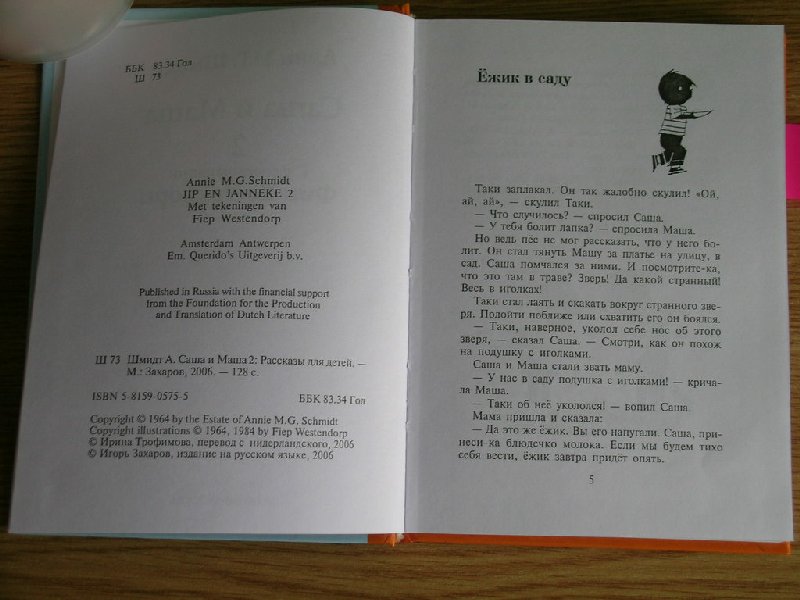 ББК 83.34 Гол
Ш 73
Annie M.G.Schmidt
JIP EN JANNEKE 2
Met tekeningen van
Fiep Westendorp
Amsterdam Antwerpen
Em. Querido's Uitgeverij b.v.
Published in Russia with the financial support
from the Foundation for the Production
and Translation of Dutch Literature
Ш 73 Шмидт А. Саша и Маша 2: Рассказы для детей. —
М.: Захаров, 2006. — 128 с.
ISBN 5-8159-0575-5 ББК 83.34 Гол
Copyright © 1964 by the Estate of Annie M.G. Schmidt
Copyright illustrations © 1964, 1984 by Fiep Westendorp
© Ирина Трофимова, перевод с нидерландского, 2006
© Игорь Захаров, издание на русском языке, 2006
Ёжик в саду
Таки заплакал. Он так жалобно скулил! «Ой,
ай, ай», — скулил Таки.
— Что случилось? — спросил Саша.
— У тебя болит лапка? — спросила Маша.
Но ведь пёс не мог рассказать, что у него бо-
лит. Он стал тянуть Машу за платье на улицу, в
сад. Саша помчался за ними. И посмотрите-ка,
что это там в траве? Зверь! Да какой странный!
Весь в иголках!
Таки стал лаять и скакать вокруг странного зве-
ря. Подойти поближе или схватить его он боялся.
— Таки, наверное, уколол себе нос об этого
зверя, — сказал Саша. — Смотри, как он похож
на подушку с иголками.
Саша и Маша стали звать маму.
— У нас в саду подушка с иголками! — крича-
ла Маша.
— Таки об неё укололся! — вопил Саша.
Мама пришла и сказала:
— Да это же ёжик. Вы его напугали. Саша, при-
неси-ка блюдечко молока. Если мы будем тихо
себя вести, ёжик завтра придёт опять.
5